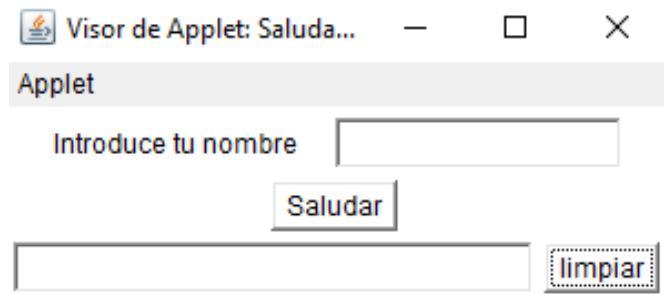 Visor de Applet: Saluda...
Applet
Introduce tu nombre
Saludar
limpiar